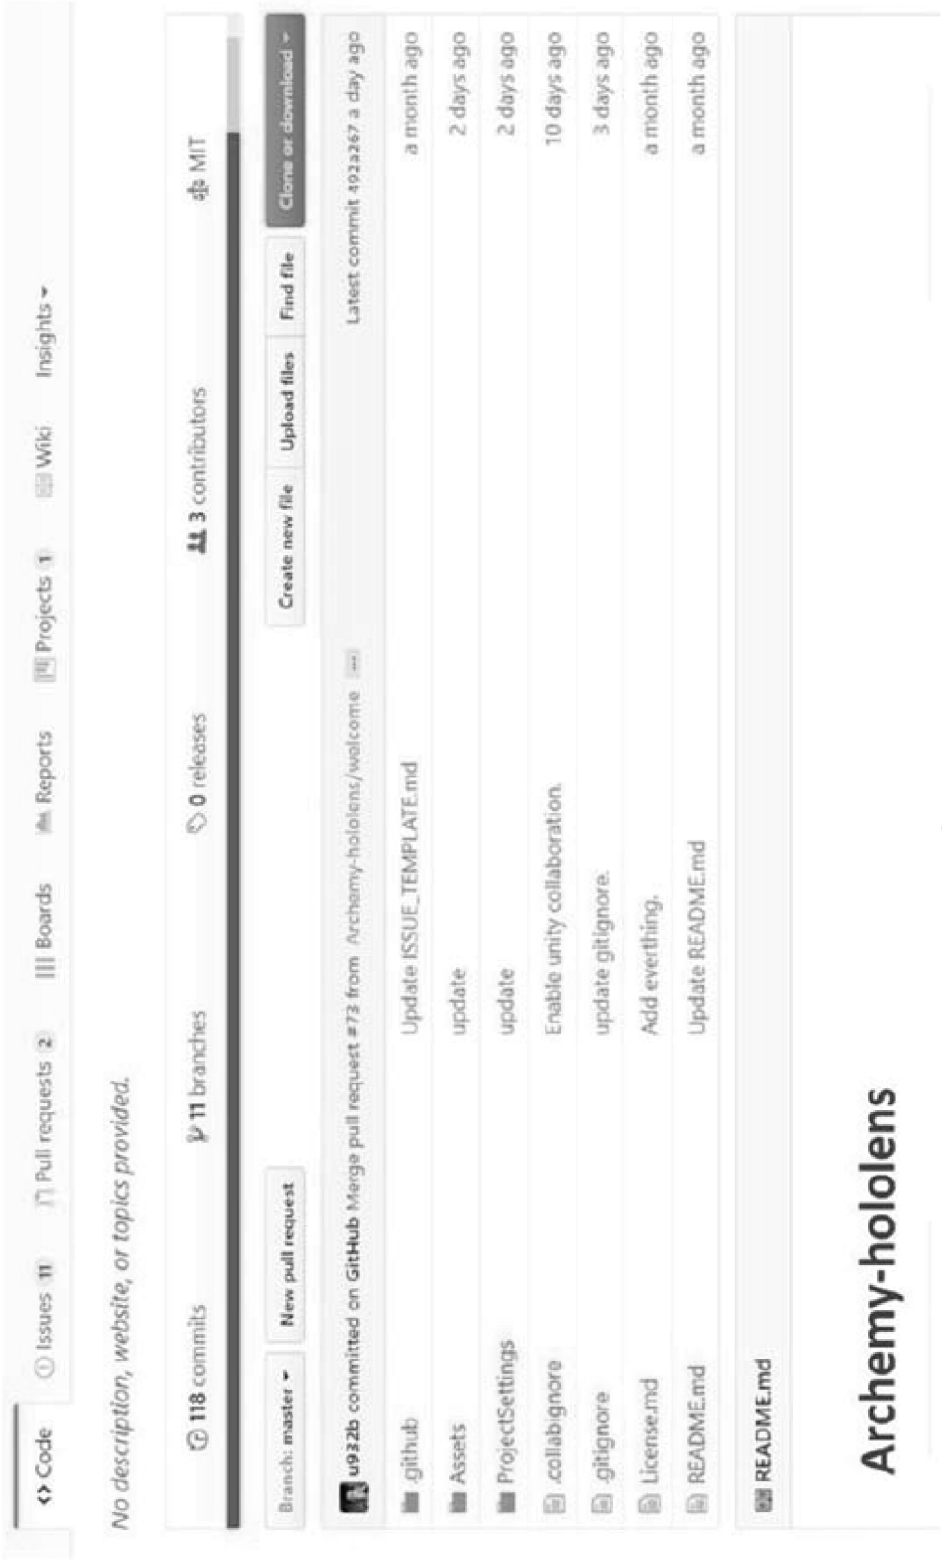 <> Code Issues 11 Pull requests 2 Boards Reports Projects 1 Wiki Insights
No description, website, or topics provided.
118 commits 11 branches 0 releases 3 contributors MIT
Branch: master New pull request Create new file Upload files Find file Clone or download
u932b committed on GitHub Merge pull request #73 from Archemy-hololens/welcome ... Latest commit 492a267 a day ago
.github Update ISSUE_TEMPLATE.md a month ago
Assets update 2 days ago
ProjectSettings update 2 days ago
.collabignore Enable unity collaboration. 10 days ago
.gitignore update gitignore. 3 days ago
License.md Add everthing. a month ago
README.md Update README.md a month ago
README.md
Archemy-hololens